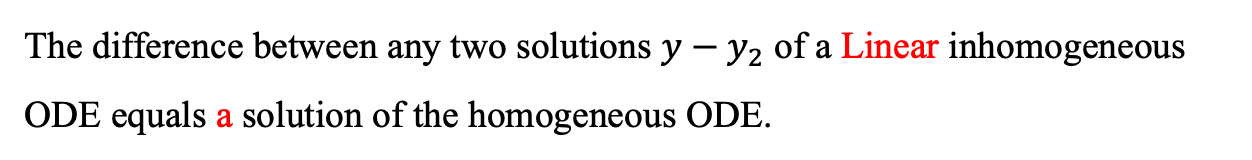 The difference between any two solutions y − y₂ of a Linear inhomogeneous
ODE equals a solution of the homogeneous ODE.